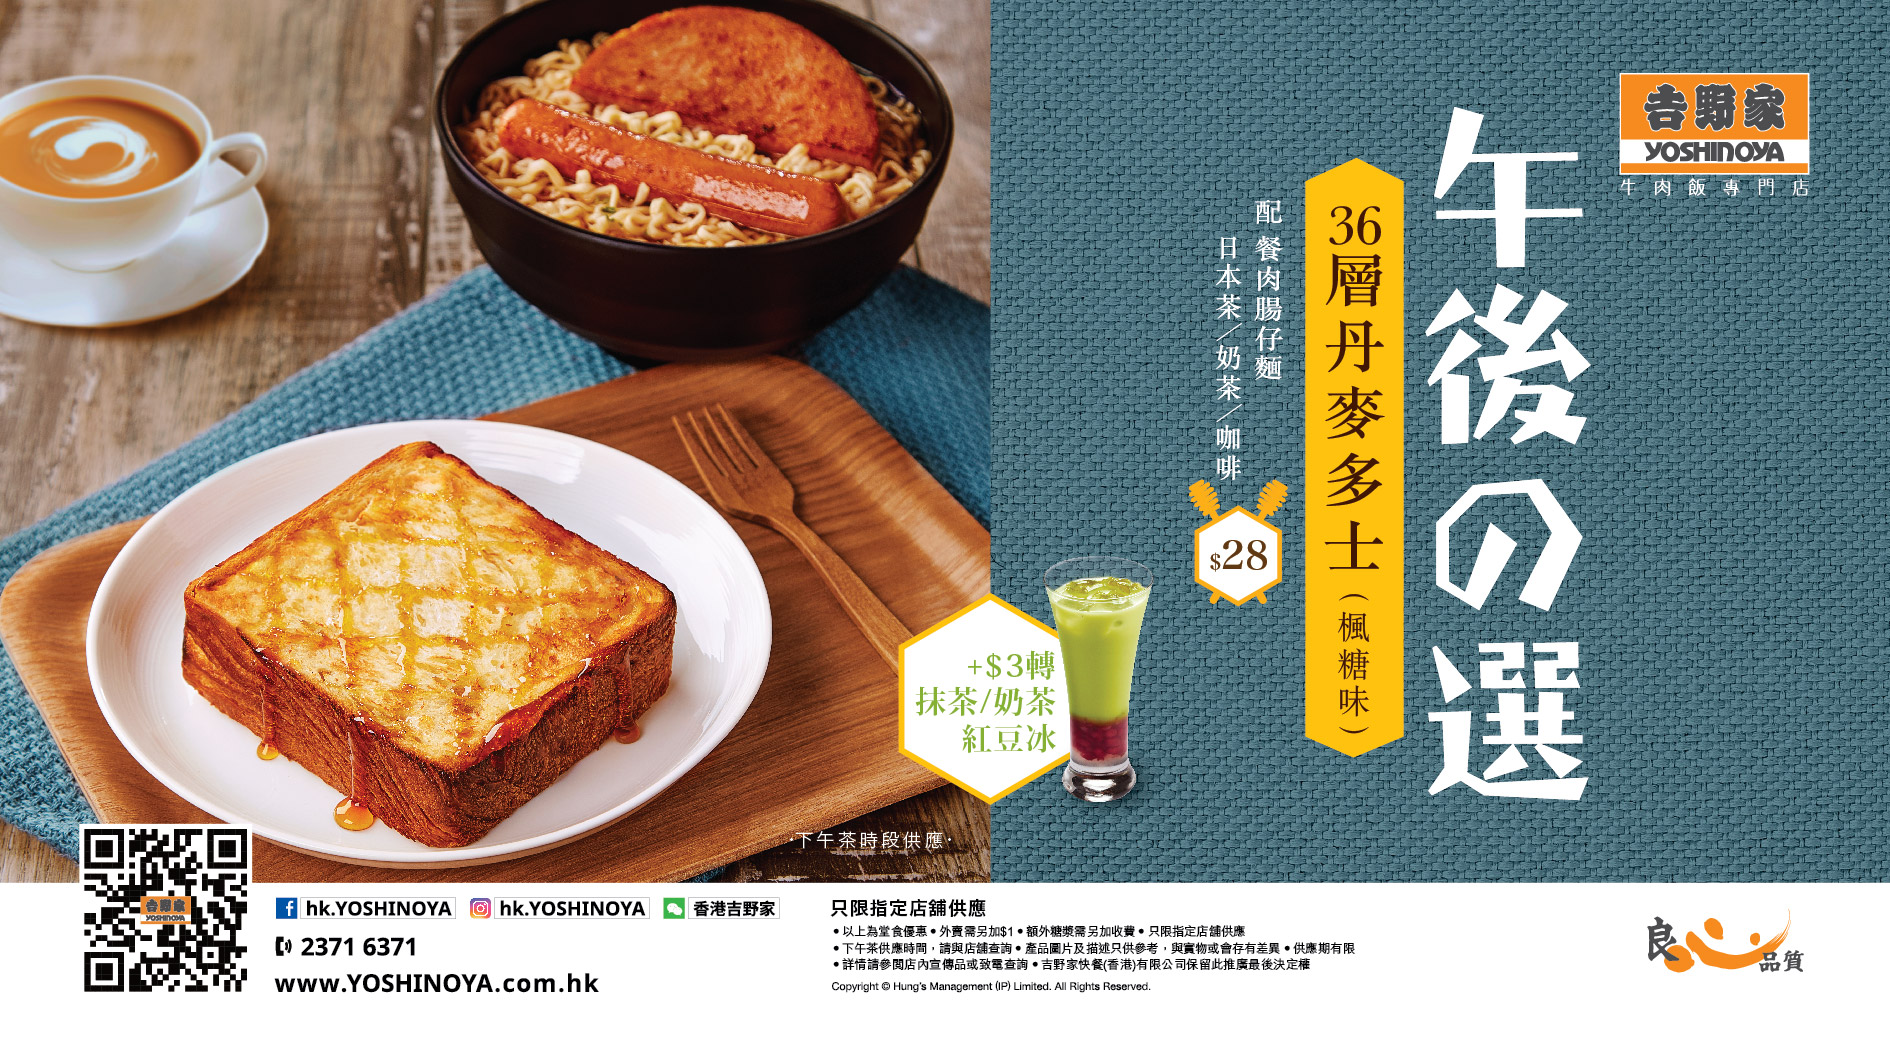 吉野家
YOSHINOYA
牛肉飯專門店
午後の選
36層丹麥多士（楓糖味）
配 餐肉腸仔麵
日本茶／奶茶／咖啡
$28
+$3轉
抹茶/奶茶
紅豆冰
·下午茶時段供應·
吉野家
YOSHINOYA
hk.YOSHINOYA
hk.YOSHINOYA
香港吉野家
2371 6371
www.YOSHINOYA.com.hk
只限指定店舖供應
•以上為堂食優惠•外賣需另加$1•額外糖漿需另加收費•只限指定店舖供應
•下午茶供應時間，請與店舖查詢•產品圖片及描述只供參考，與實物或會存有差異•供應期有限
•詳情請參閱店內宣傳品或致電查詢•吉野家快餐(香港)有限公司保留此推廣最後決定權
Copyright © Hung's Management (IP) Limited. All Rights Reserved.
良心品質